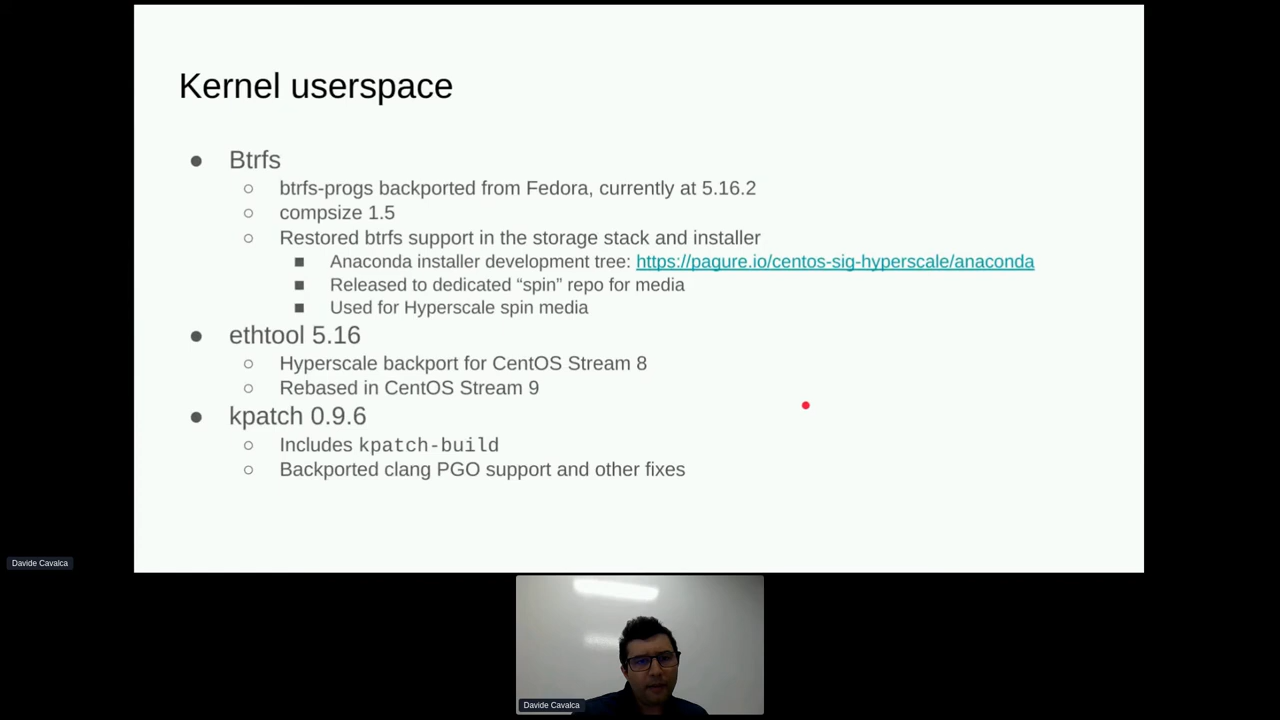 Kernel userspace
● Btrfs
○ btrfs-progs backported from Fedora, currently at 5.16.2
○ compsize 1.5
○ Restored btrfs support in the storage stack and installer
■ Anaconda installer development tree: https://pagure.io/centos-sig-hyperscale/anaconda
■ Released to dedicated “spin” repo for media
■ Used for Hyperscale spin media
● ethtool 5.16
○ Hyperscale backport for CentOS Stream 8
○ Rebased in CentOS Stream 9
● kpatch 0.9.6
○ Includes kpatch-build
○ Backported clang PGO support and other fixes
Davide Cavalca
Davide Cavalca